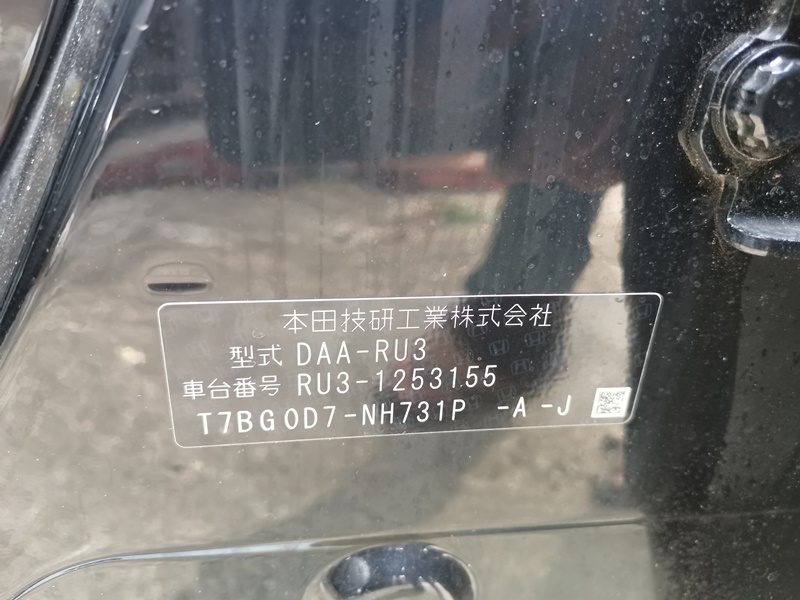 本田技研工業株式会社
型式 DAA-RU3
車台番号 RU3-1253155
T7BG0D7-NH731P -A-J